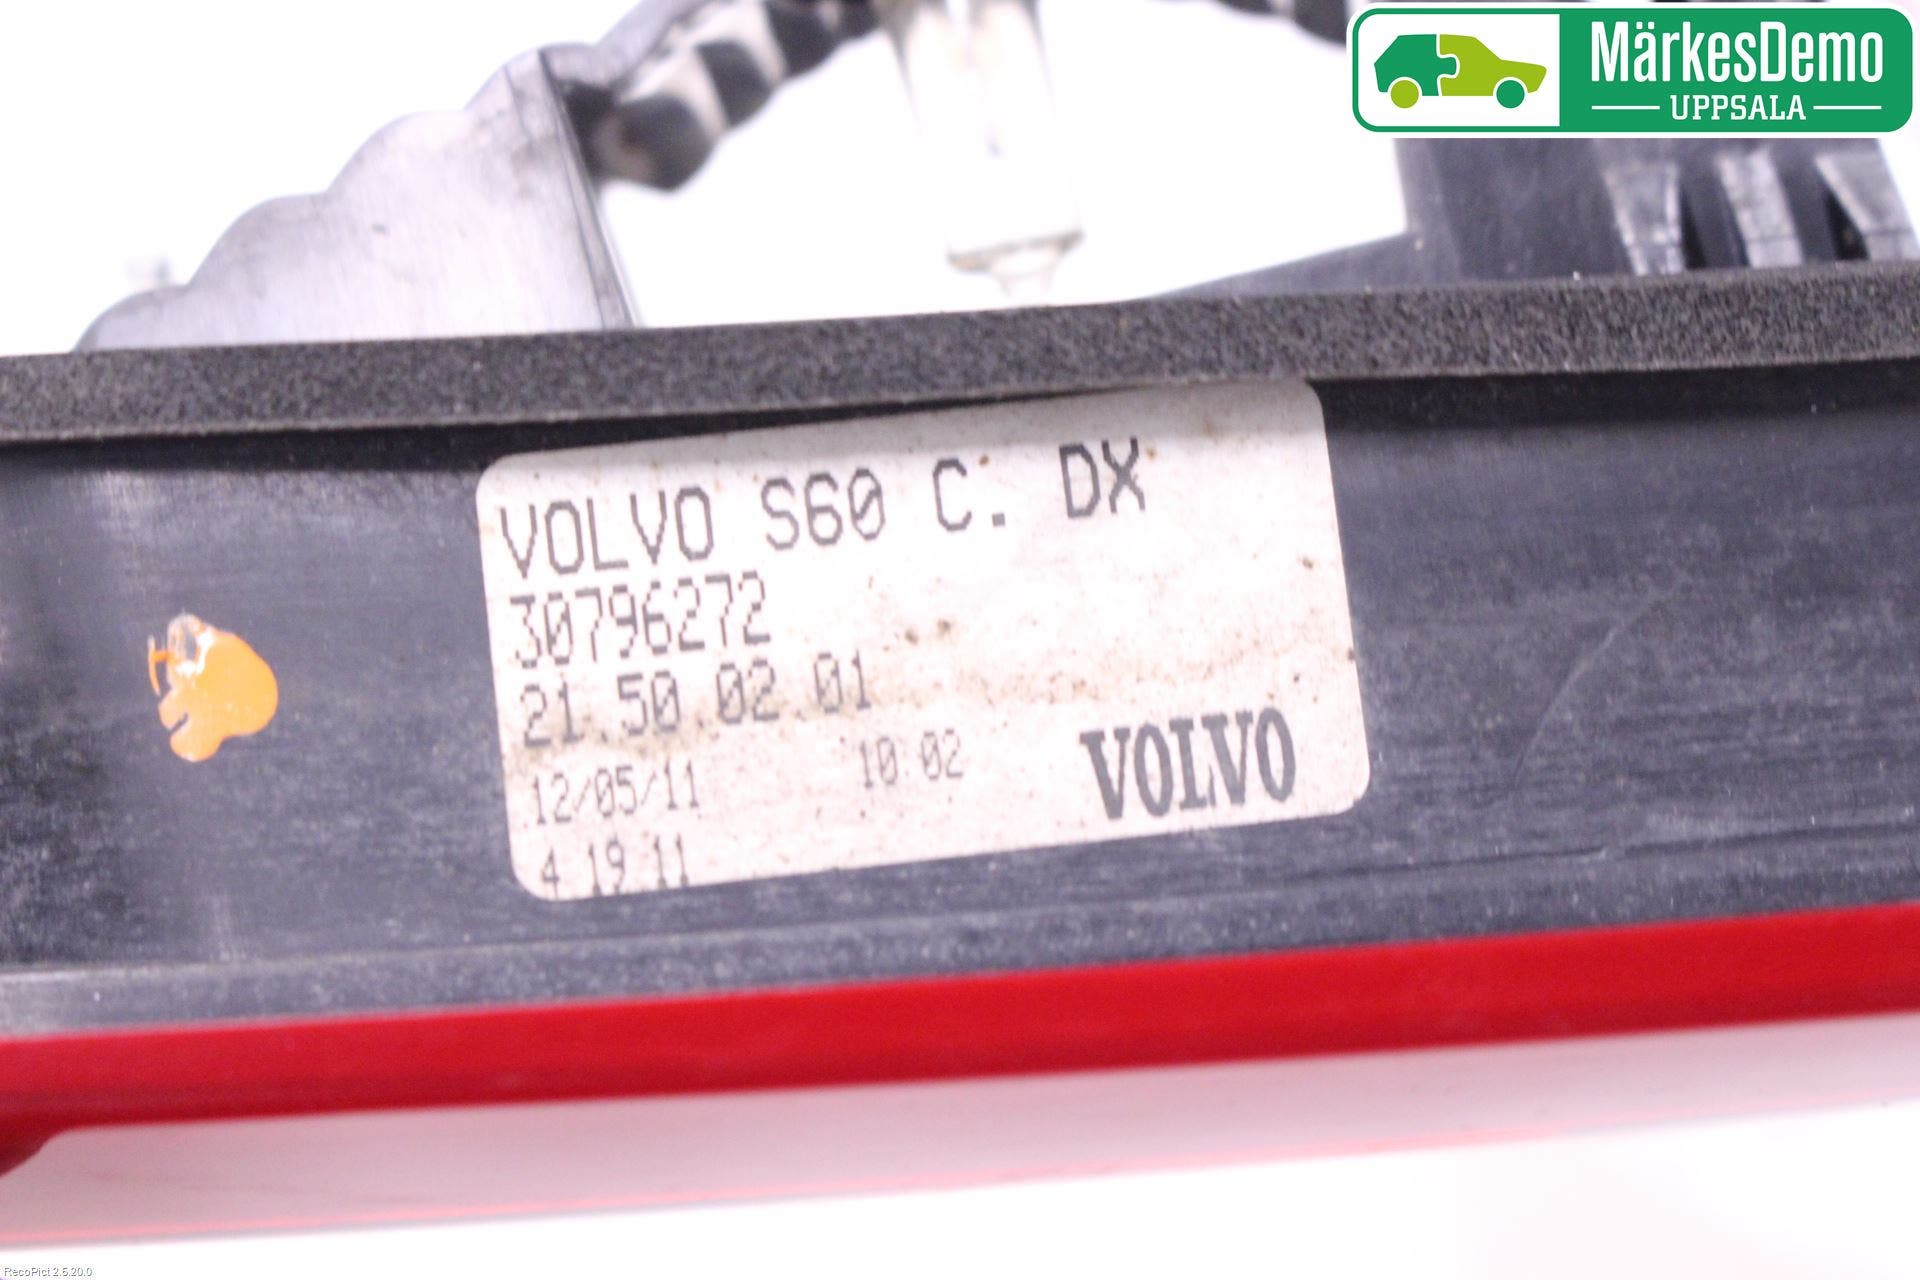 MärkesDemo
UPPSALA
VOLVO S60 C. DX
30796272
21.50.02.01
12/05/11 10 02
VOLVO
4 19 11
RecoPict 2.5.20.0